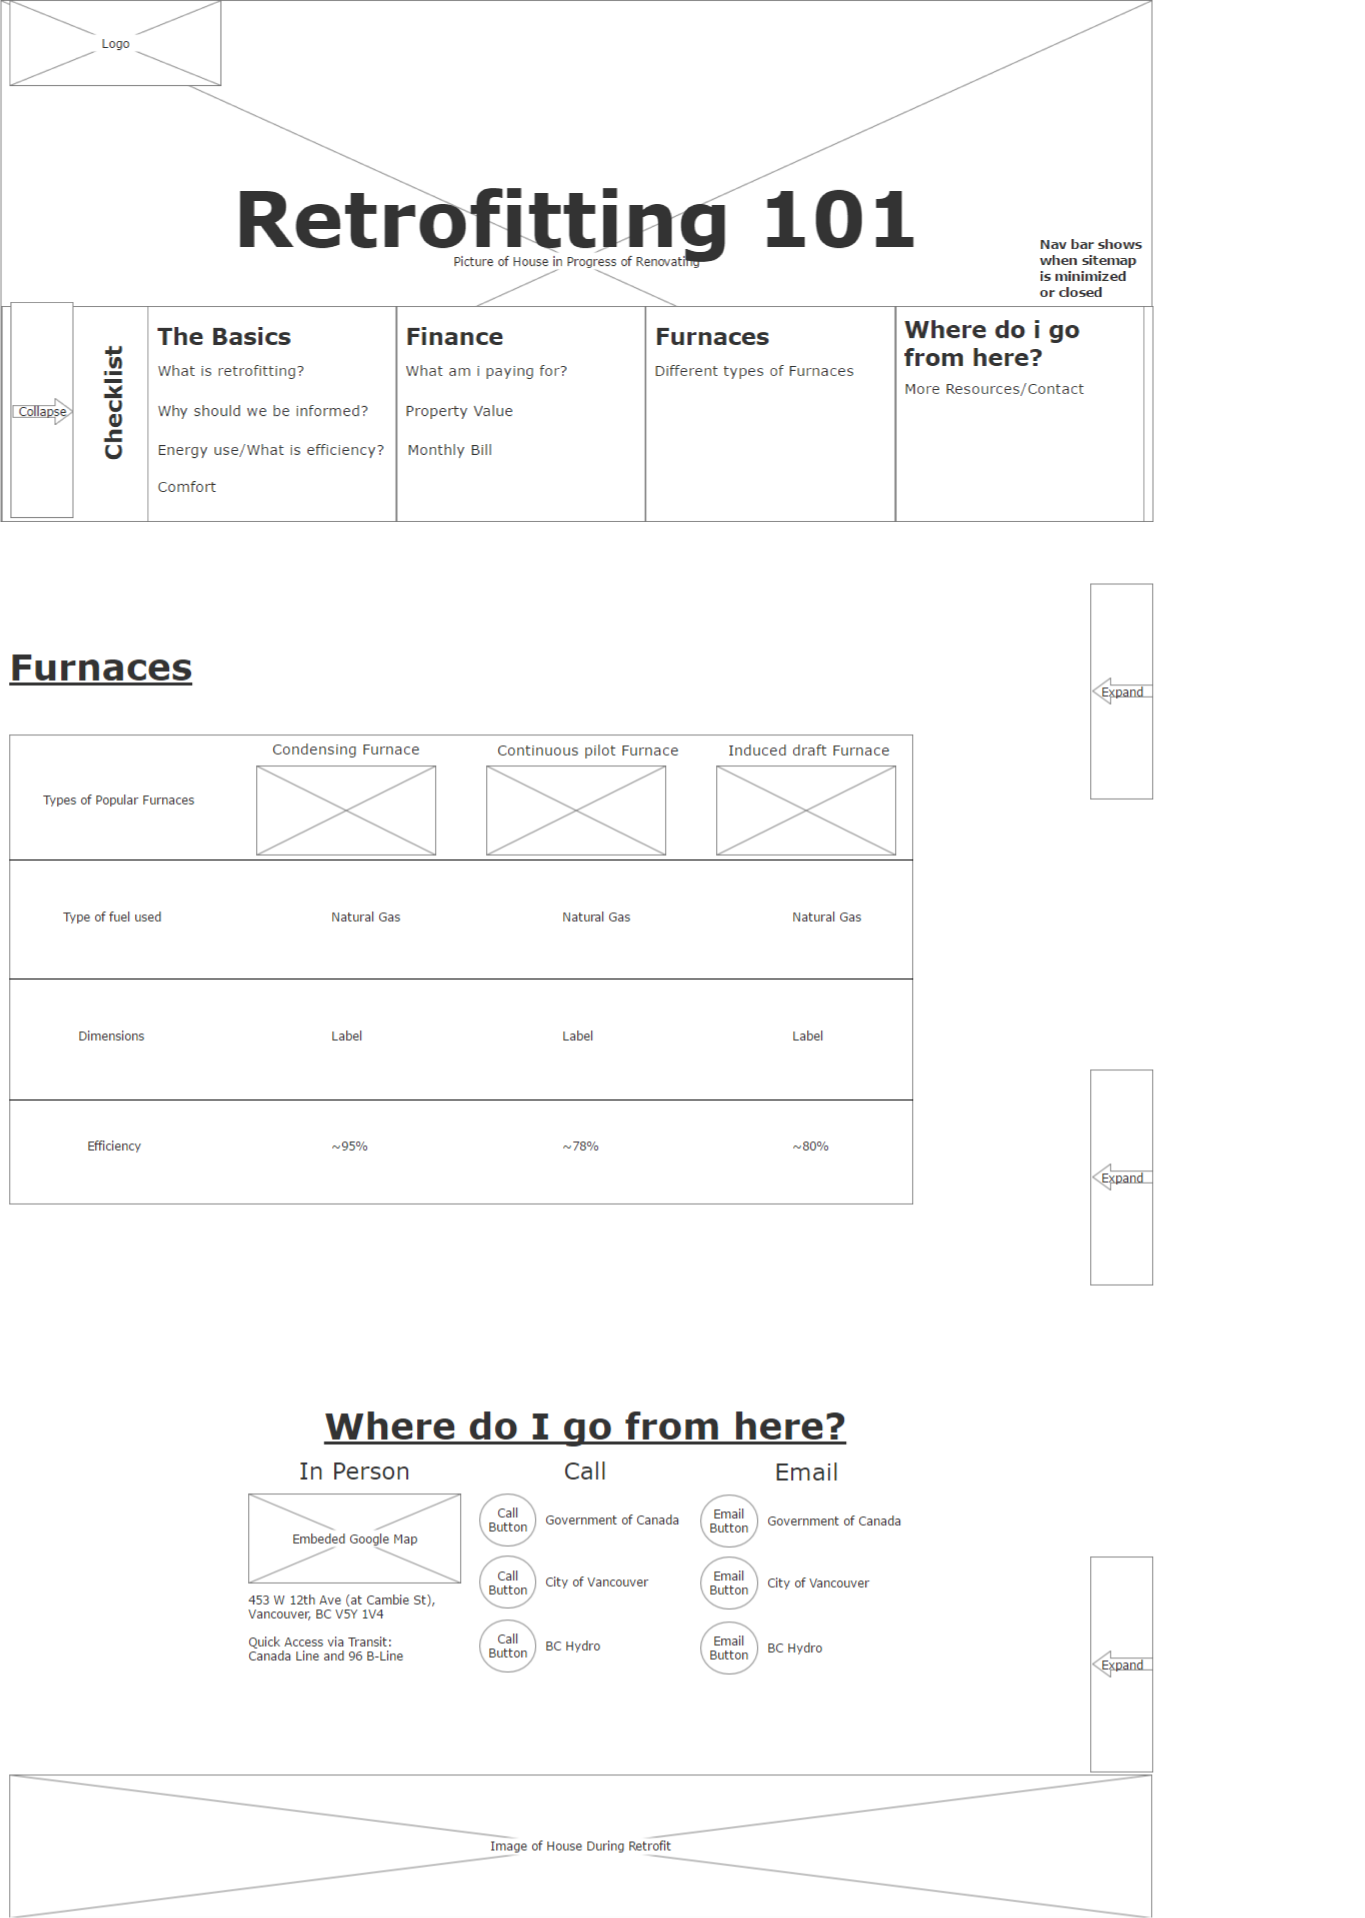 Logo
Retrofitting 101
Picture of House in Progress of Renovating
Nav bar shows
when sitemap
is minimized
or closed
Collapse
Checklist
The Basics
What is retrofitting?
Why should we be informed?
Energy use/What is efficiency?
Comfort
Finance
What am i paying for?
Property Value
Monthly Bill
Furnaces
Different types of Furnaces
Where do i go
from here?
More Resources/Contact
Expand
Furnaces
Condensing Furnace
Continuous pilot Furnace
Induced draft Furnace
Types of Popular Furnaces
Type of fuel used
Natural Gas
Natural Gas
Natural Gas
Dimensions
Label
Label
Label
Efficiency
~95%
~78%
~80%
Expand
Where do I go from here?
In Person
Embeded Google Map
453 W 12th Ave (at Cambie St),
Vancouver, BC V5Y 1V4
Quick Access via Transit:
Canada Line and 96 B-Line
Call
Call
Button
Government of Canada
Call
Button
City of Vancouver
Call
Button
BC Hydro
Email
Email
Button
Government of Canada
Email
Button
City of Vancouver
Email
Button
BC Hydro
Expand
Image of House During Retrofit